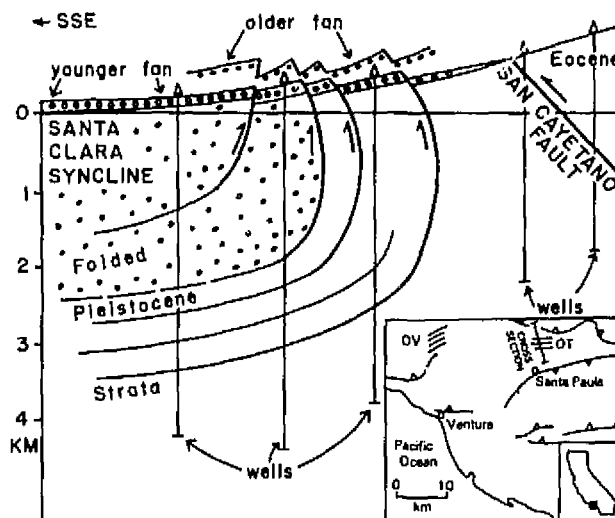 ← SSE
older fan
younger fan
Eocene
SAN CAYETANO
FAULT
0
SANTA
CLARA
SYNCLINE
1
Folded
2
Pleistocene
3
Strata
4
KM
wells
wells
OV
CROSS
SECTION
OT
Santa Paula
Ventura
Pacific
Ocean
0 10
km